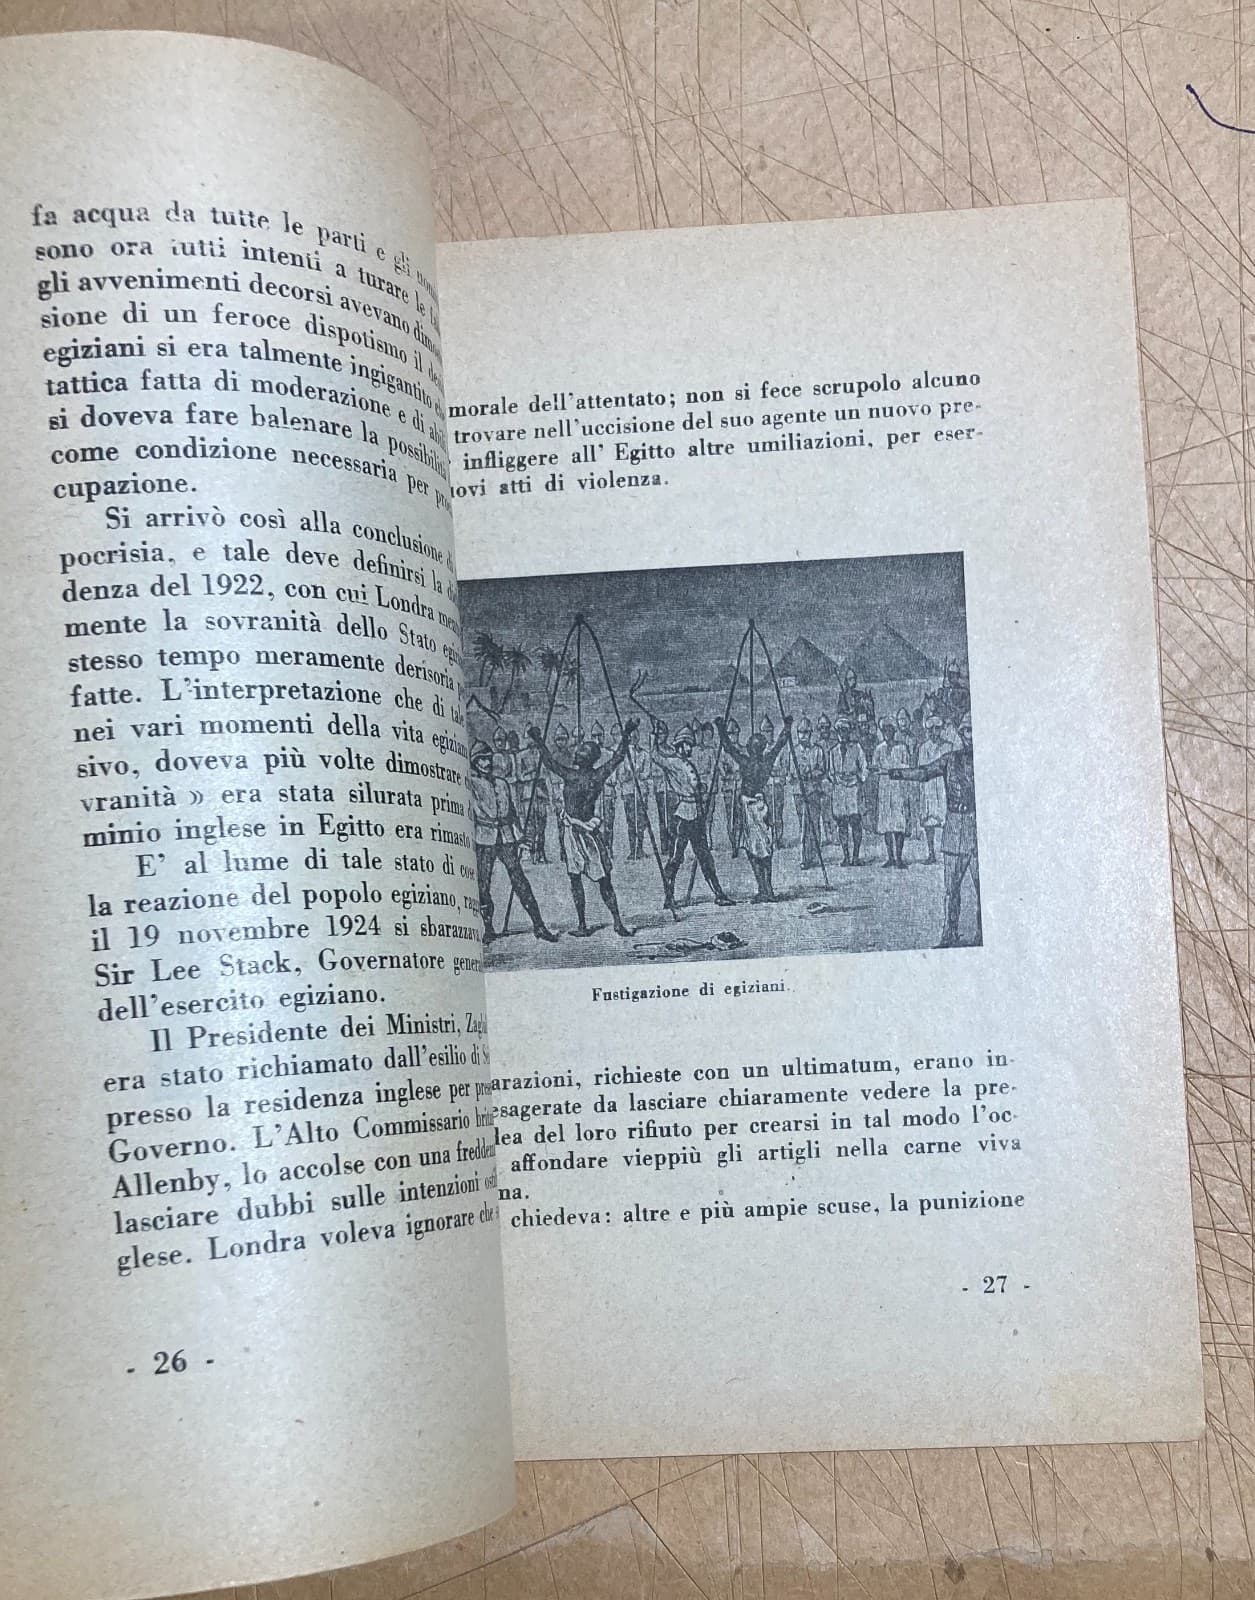 fa acqua da tutte le parti e gli
sono ora tutti intenti a turare le
gli avvenimenti decorsi avevano
sione di un feroce dispotismo il
egiziani si era talmente ingigantito
tattica fatta di moderazione e di
si doveva fare balenare la possibilità
come condizione necessaria per
cupazione.
Si arrivò così alla conclusione
pocrisia, e tale deve definirsi la
denza del 1922, con cui Londra
mente la sovranità dello Stato
stesso tempo meramente derisoria
fatte. L'interpretazione che di tale
nei vari momenti della vita
sivo, doveva più volte dimostrare
vranità » era stata silurata prima
minio inglese in Egitto era rimasto
E' al lume di tale stato di cose
la reazione del popolo egiziano,
il 19 novembre 1924 si sbarazzava
Sir Lee Stack, Governatore
dell'esercito egiziano.
Il Presidente dei Ministri,
era stato richiamato dall'esilio di
presso la residenza inglese per
Governo. L'Alto Commissario
Allenby, lo accolse con una
lasciare dubbi sulle intenzioni
glese. Londra voleva ignorare che
- 26 -
morale dell'attentato; non si fece scrupolo alcuno
trovare nell'uccisione del suo agente un nuovo pre-
infliggere all' Egitto altre umiliazioni, per eser-
uovi atti di violenza.
Fustigazione di egiziani.
arazioni, richieste con un ultimatum, erano in-
esagerate da lasciare chiaramente vedere la pre-
lea del loro rifiuto per crearsi in tal modo l'oc-
affondare vieppiù gli artigli nella carne viva
na.
chiedeva: altre e più ampie scuse, la punizione
- 27 -